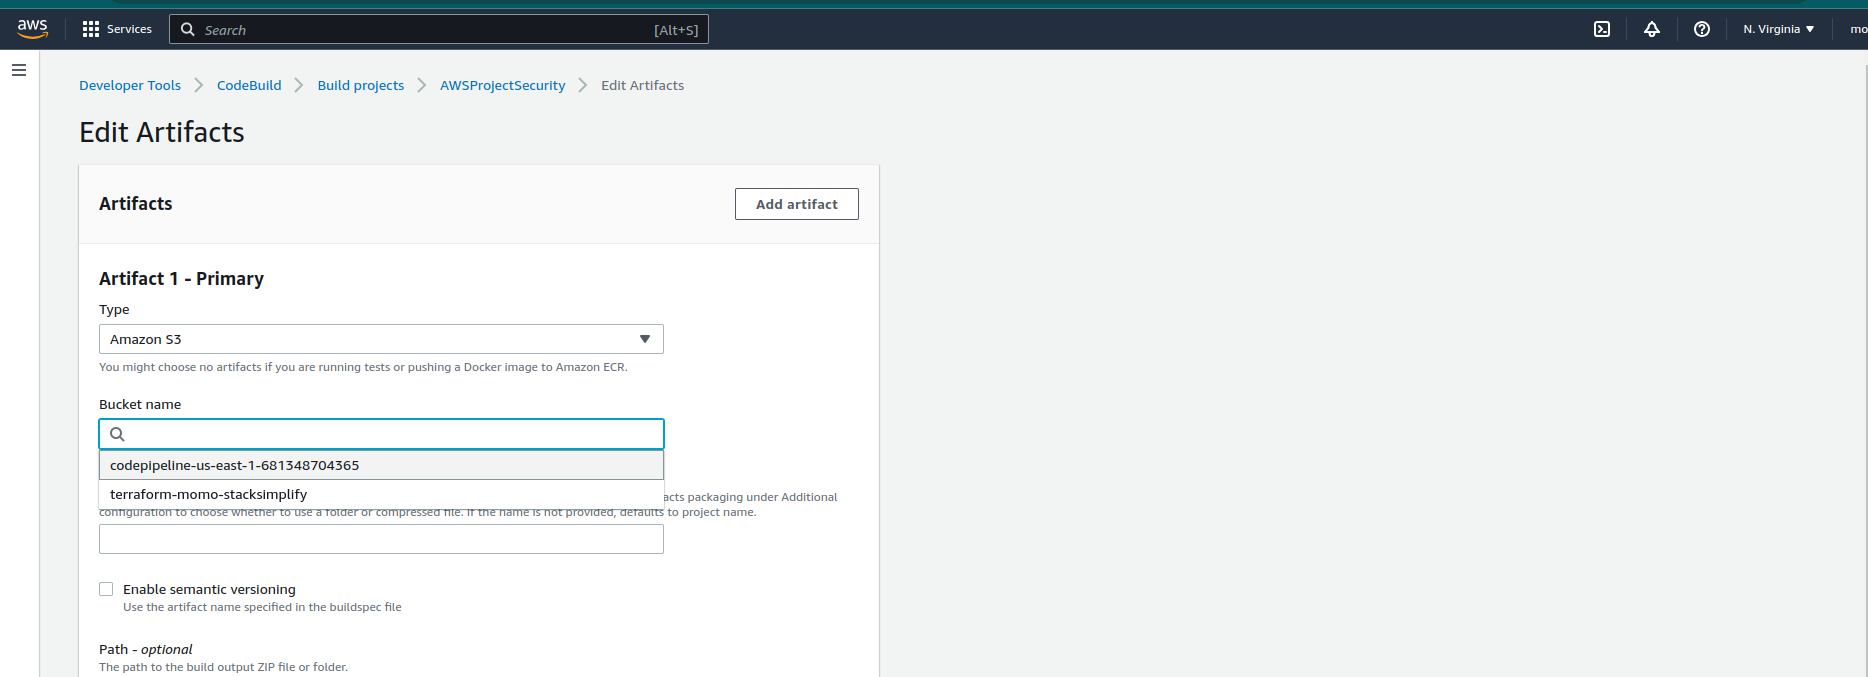 aws Services Search [Alt+S] N. Virginia mo
Developer Tools CodeBuild Build projects AWSProjectSecurity Edit Artifacts
Edit Artifacts
Artifacts Add artifact
Artifact 1 - Primary
Type
Amazon S3
You might choose no artifacts if you are running tests or pushing a Docker image to Amazon ECR.
Bucket name
codepipeline-us-east-1-681348704365
terraform-momo-stacksimplify
acts packaging under Additional
configuration to choose whether to use a folder or compressed file. If the name is not provided, defaults to project name.
Enable semantic versioning
Use the artifact name specified in the buildspec file
Path - optional
The path to the build output ZIP file or folder.